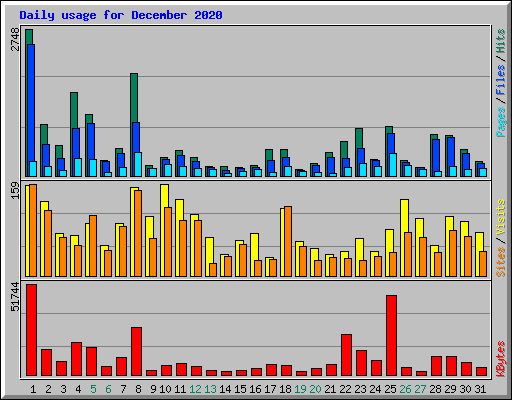 Daily usage for December 2020
2748
Pages / Files / Hits
159
Sites / Visits
51744
KBytes
1 2 3 4 5 6 7 8 9 10 11 12 13 14 15 16 17 18 19 20 21 22 23 24 25 26 27 28 29 30 31